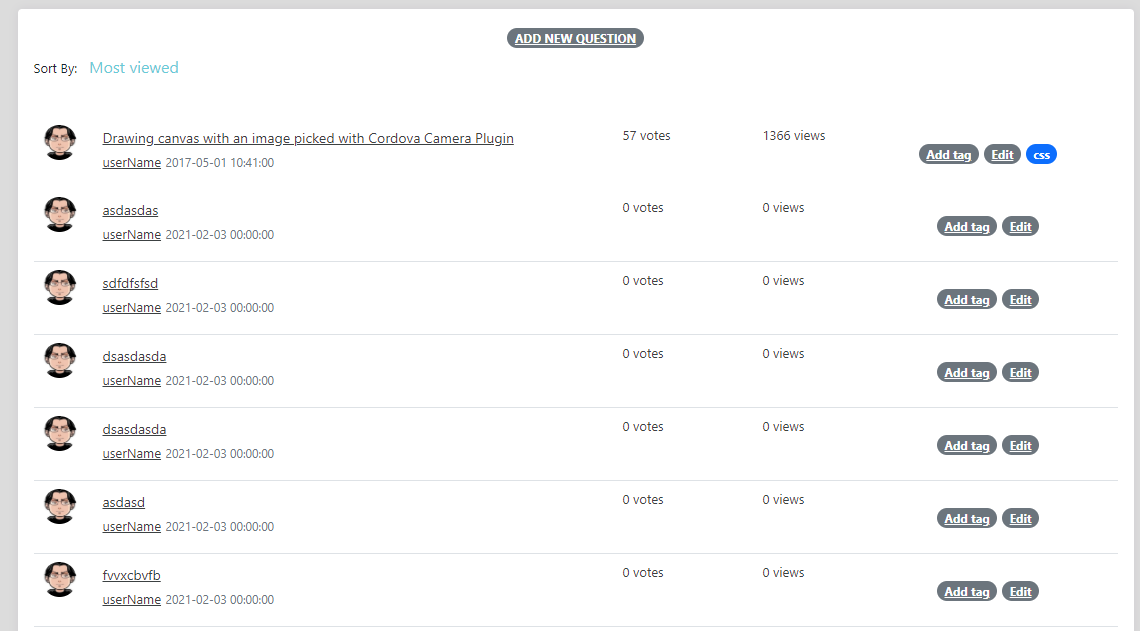 ADD NEW QUESTION
Sort By: Most viewed
Drawing canvas with an image picked with Cordova Camera Plugin 57 votes 1366 views
userName 2017-05-01 10:41:00 Add tag Edit css
asdasdas 0 votes 0 views
userName 2021-02-03 00:00:00 Add tag Edit
sdfdfsfsd 0 votes 0 views
userName 2021-02-03 00:00:00 Add tag Edit
dsasdasda 0 votes 0 views
userName 2021-02-03 00:00:00 Add tag Edit
dsasdasda 0 votes 0 views
userName 2021-02-03 00:00:00 Add tag Edit
asdasd 0 votes 0 views
userName 2021-02-03 00:00:00 Add tag Edit
fvvxcbvfb 0 votes 0 views
userName 2021-02-03 00:00:00 Add tag Edit